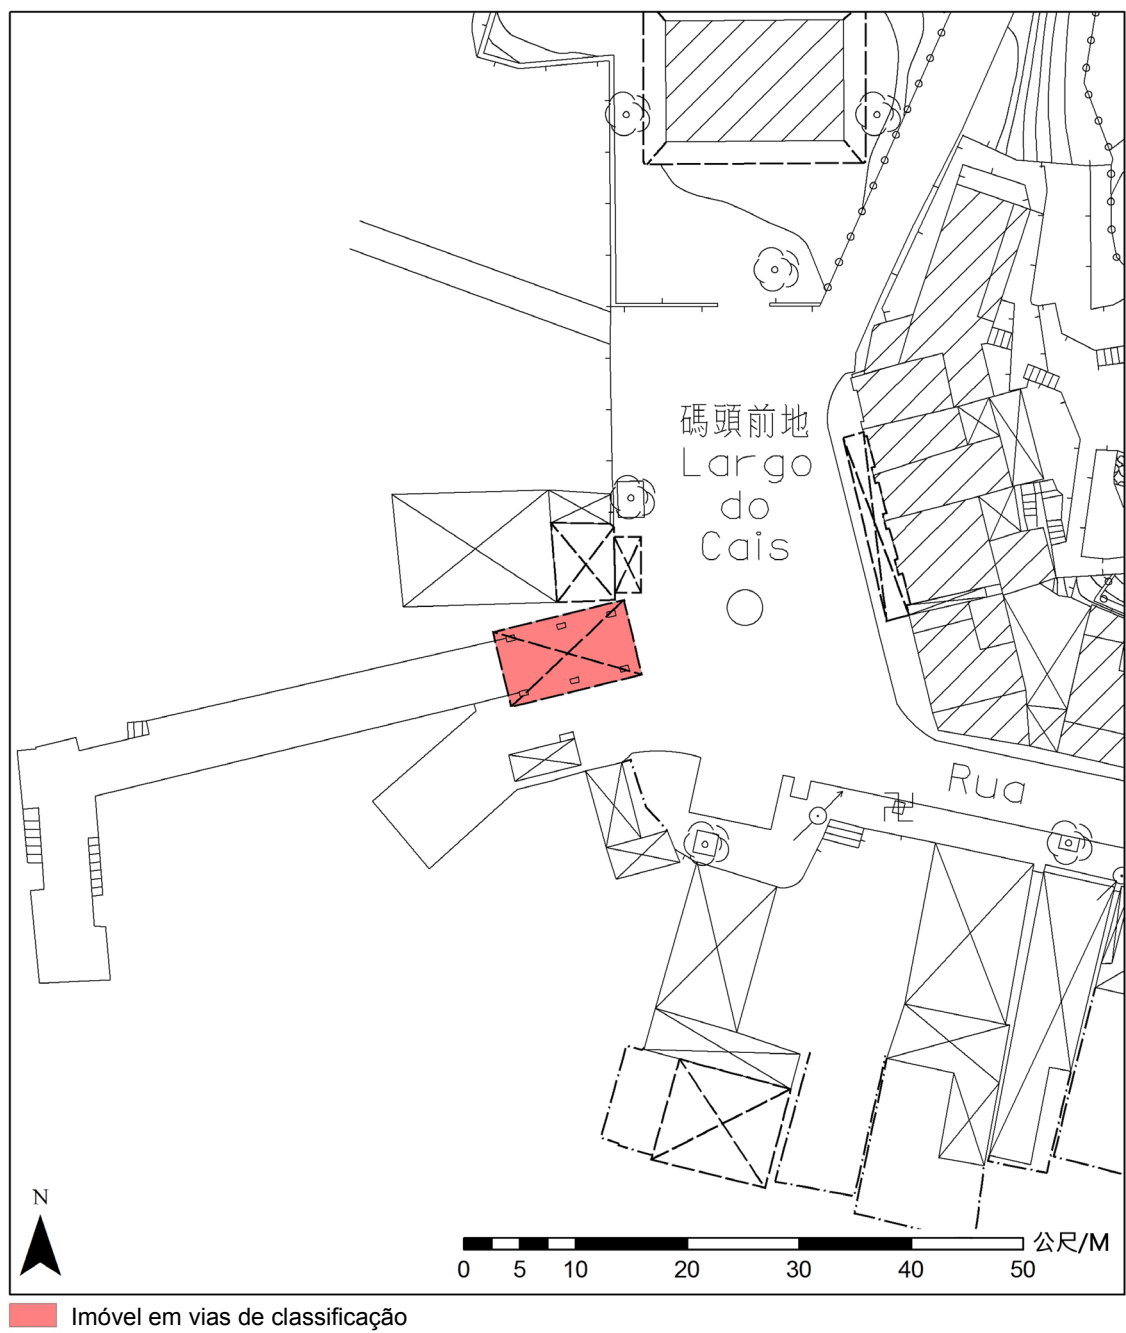 碼頭前地
Largo
do
Cais
Rua
N
公尺/M
0 5 10 20 30 40 50
Imóvel em vias de classificação